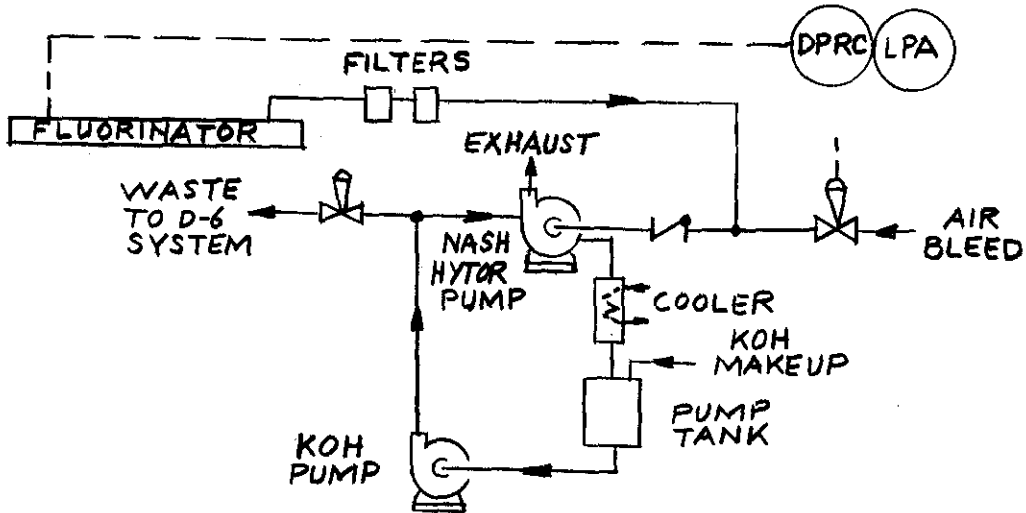 DPRC LPA
FILTERS
FLUORINATOR
EXHAUST
WASTE
TO D-6
SYSTEM
NASH
HYTOR
PUMP
AIR
BLEED
COOLER
KOH
MAKEUP
PUMP
TANK
KOH
PUMP